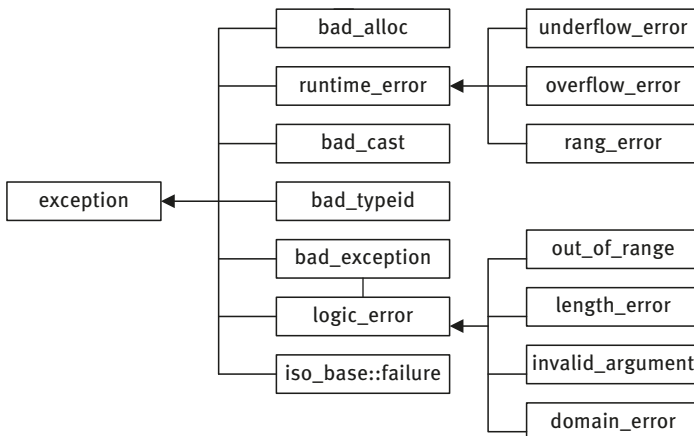 exception
bad_alloc
runtime_error
bad_cast
bad_typeid
bad_exception
logic_error
iso_base::failure
underflow_error
overflow_error
rang_error
out_of_range
length_error
invalid_argument
domain_error